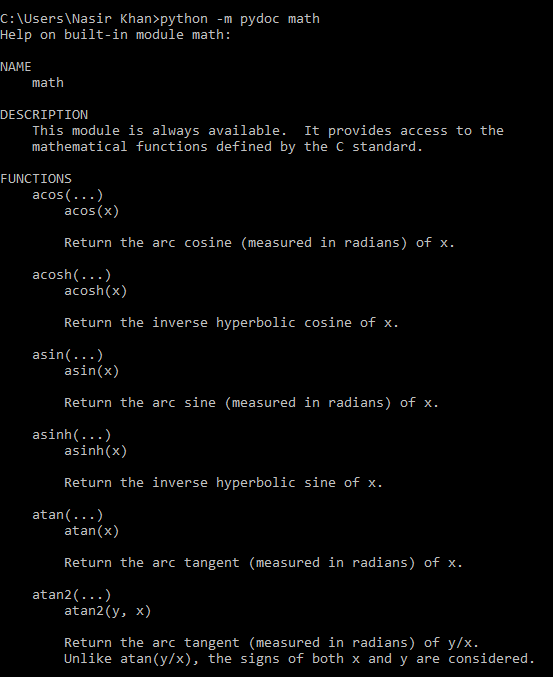 C:\Users\Nasir Khan>python -m pydoc math
Help on built-in module math:

NAME
    math

DESCRIPTION
    This module is always available.  It provides access to the
    mathematical functions defined by the C standard.

FUNCTIONS
    acos(...)
        acos(x)

        Return the arc cosine (measured in radians) of x.

    acosh(...)
        acosh(x)

        Return the inverse hyperbolic cosine of x.

    asin(...)
        asin(x)

        Return the arc sine (measured in radians) of x.

    asinh(...)
        asinh(x)

        Return the inverse hyperbolic sine of x.

    atan(...)
        atan(x)

        Return the arc tangent (measured in radians) of x.

    atan2(...)
        atan2(y, x)

        Return the arc tangent (measured in radians) of y/x.
        Unlike atan(y/x), the signs of both x and y are considered.